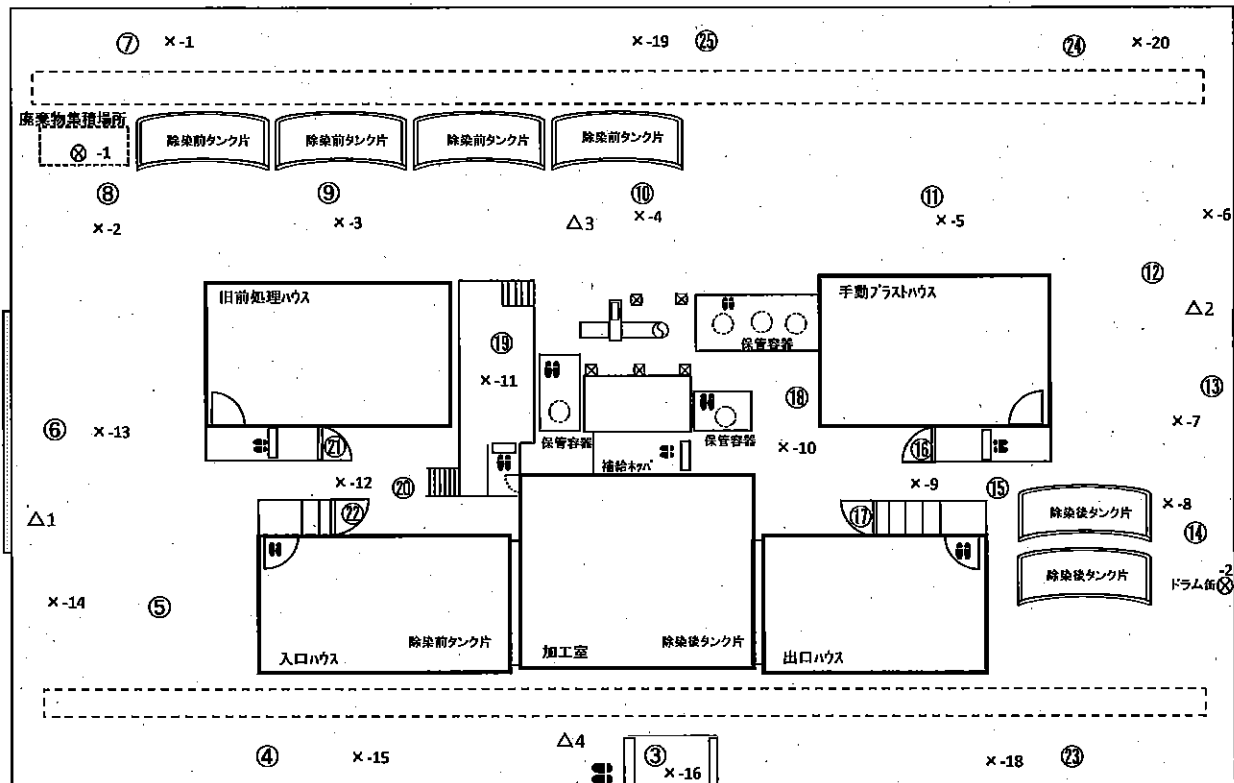 ⑦ ×-1 ×-19 ㉕ ㉔ ×-20
廃棄物集積場所
⊗ -1 除染前タンク片 除染前タンク片 除染前タンク片 除染前タンク片
⑧ ⑨ ⑩ ⑪
×-2 ×-3 △3 ×-4 ×-5 ×-6
⑫
旧前処理ハウス 手動ブラストハウス
△2
⑲ 保管容器
×-11 ⑱ ⑬
⑥ ×-13 ×-7
㉑ 保管容器 保管容器 ×-10 ⑯
補給ホッパ
×-12 ⑳ ×-9 ⑮
△1 ㉒ ⑰ 除染後タンク片 ×-8
⑭
除染後タンク片 -2
ドラム缶⊗
×-14 ⑤
除染前タンク片 除染後タンク片
入口ハウス 加工室 出口ハウス
④ ×-15 △4 ③ ×-16 ×-18 ㉓